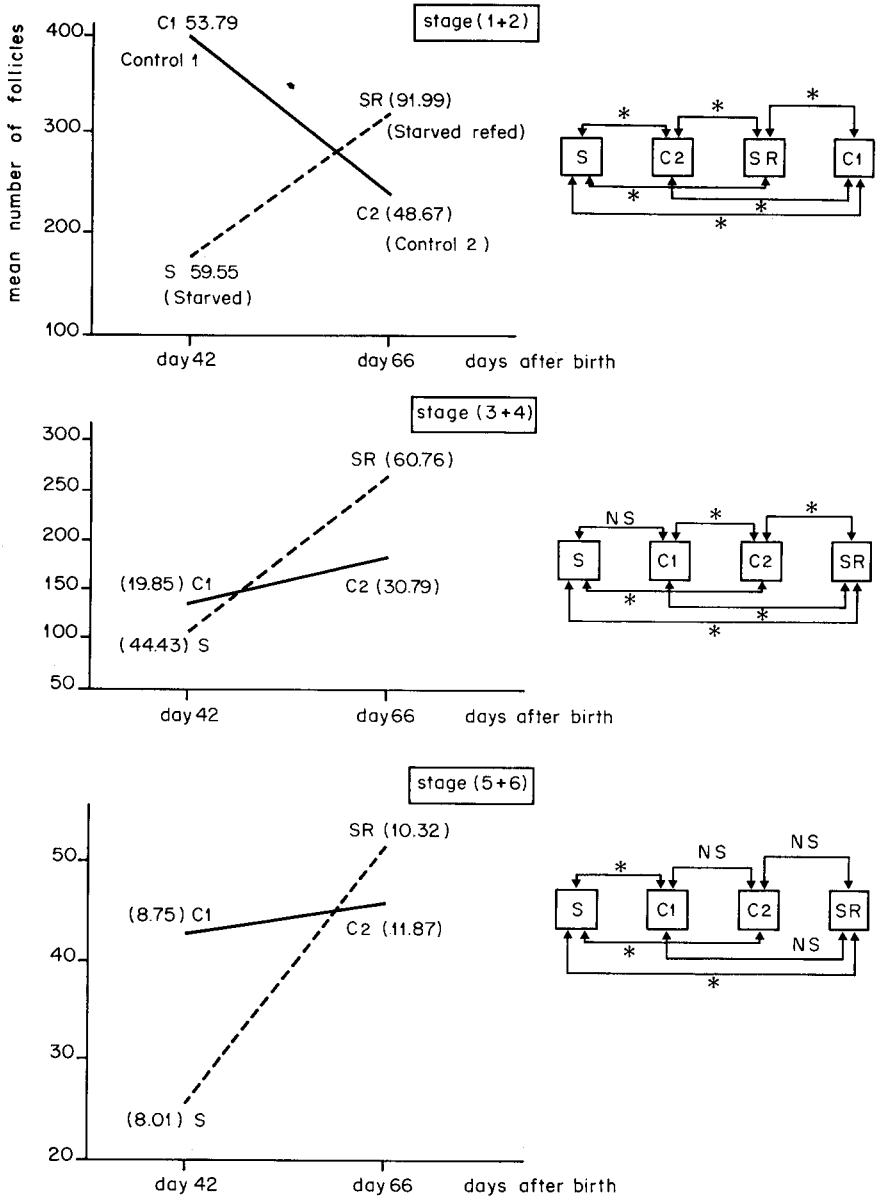 mean number of follicles
stage (1+2)
400
300
200
100
C1 53.79
Control 1
SR (91.99)
(Starved refed)
C2 (48.67)
(Control 2)
S 59.55
(Starved)
day 42
day 66
days after birth
* * *
S C2 SR C1
* *
*
stage (3+4)
300
250
200
150
100
50
SR (60.76)
(19.85) C1
C2 (30.79)
(44.43) S
day 42
day 66
days after birth
NS * *
S C1 C2 SR
* *
*
stage (5+6)
50
40
30
20
SR (10.32)
(8.75) C1
C2 (11.87)
(8.01) S
day 42
day 66
days after birth
* NS NS
S C1 C2 SR
* NS
*